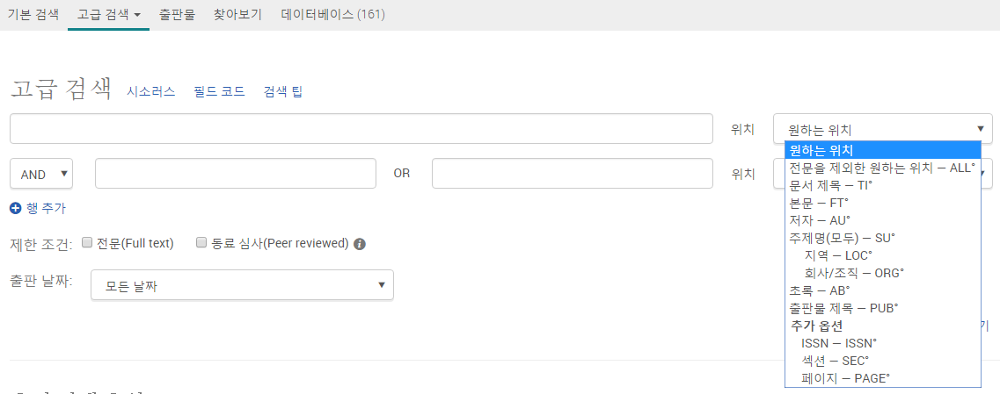 기본 검색 고급 검색 출판물 찾아보기 데이터베이스 (161)
고급 검색 시소러스 필드 코드 검색 팁
위치 원하는 위치
원하는 위치
전문을 제외한 원하는 위치 – ALL°
AND OR 위치
문서 제목 – TI°
본문 – FT°
행 추가
저자 – AU°
주제명(모두) – SU°
제한 조건: 전문(Full text) 동료 심사(Peer reviewed)
지역 – LOC°
회사/조직 – ORG°
출판 날짜: 모든 날짜
초록 – AB°
출판물 제목 – PUB°
추가 옵션
기
ISSN – ISSN°
섹션 – SEC°
페이지 – PAGE°